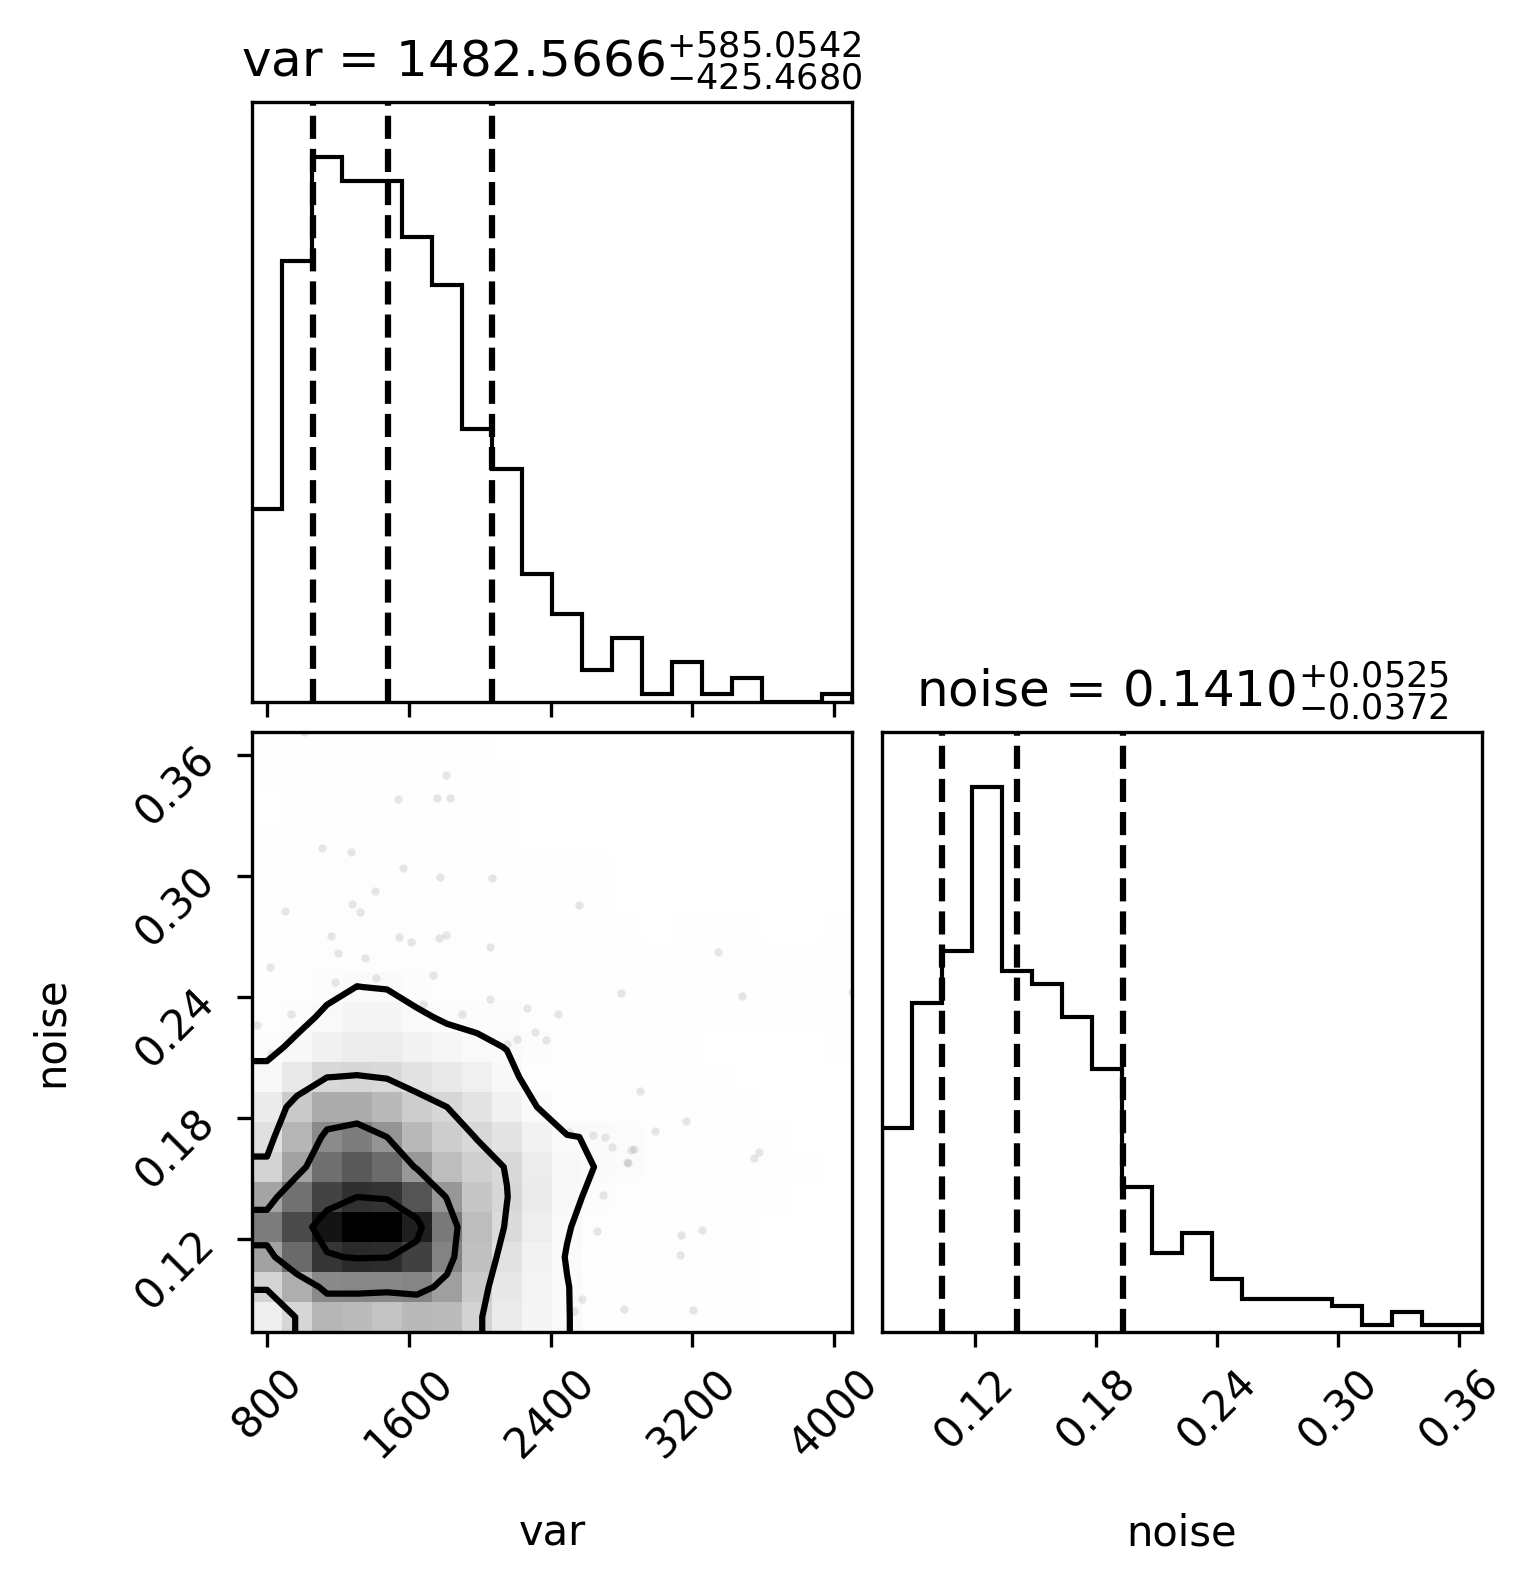 var = 1482.5666+585.0542−425.4680
noise = 0.1410+0.0525−0.0372
0.36
0.30
0.24
0.18
0.12
noise
800 1600 2400 3200 4000
0.12 0.18 0.24 0.30 0.36
var
noise